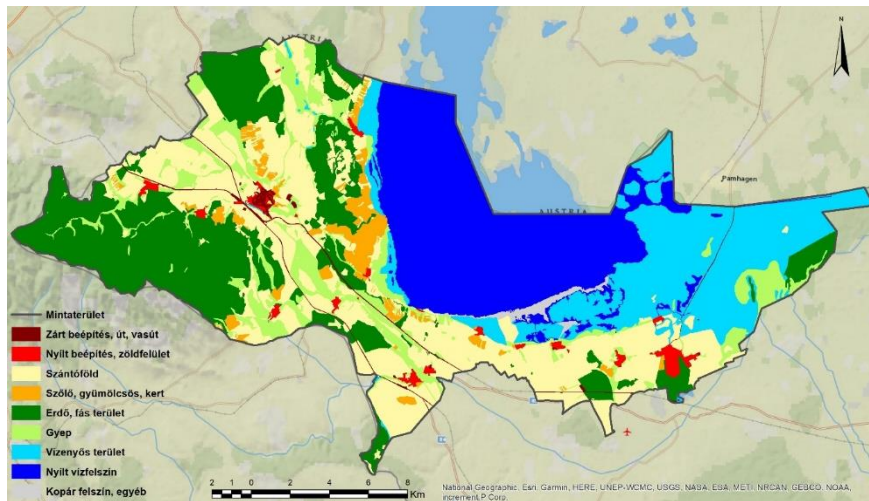 AUSTRIA
N
Pamhagen
AUSTRIA
Mintaterület
Zárt beépítés, út, vasút
Nyílt beépítés, zöldfelület
Szántóföld
Szőlő, gyümölcsös, kert
Erdő, fás terület
Gyep
Vizenyős terület
Nyílt vízfelszín
Kopár felszín, egyéb
2 1 0 2 4 6 8
Km
National Geographic, Esri, Garmin, HERE, UNEP-WCMC, USGS, NASA, ESA, METI, NRCAN, GEBCO, NOAA,
increment P Corp.